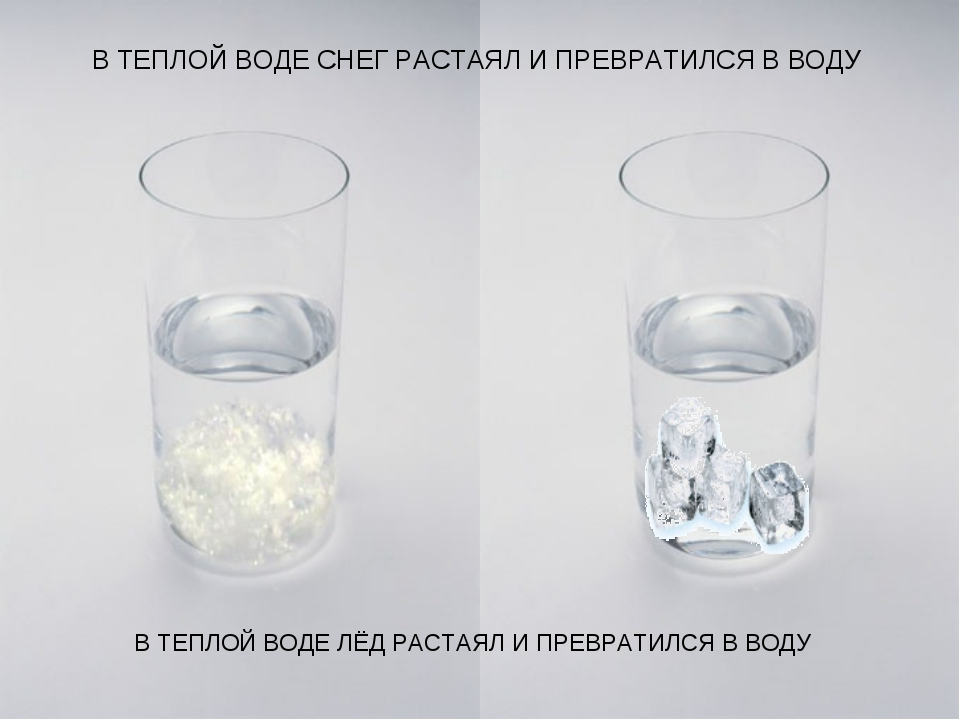 В ТЕПЛОЙ ВОДЕ СНЕГ РАСТАЯЛ И ПРЕВРАТИЛСЯ В ВОДУ
В ТЕПЛОЙ ВОДЕ ЛЁД РАСТАЯЛ И ПРЕВРАТИЛСЯ В ВОДУ